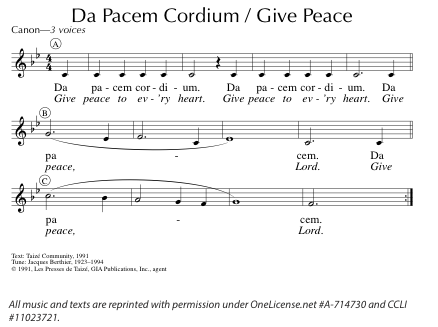 Da Pacem Cordium / Give Peace
Canon—3 voices
A
Da pa - cem cor - di - um. Da pa - cem cor - di - um. Da
Give peace to ev - 'ry heart. Give peace to ev - 'ry heart. Give
B
pa - cem. Da
peace, Lord. Give
C
pa - cem.
peace, Lord.
Text: Taizé Community, 1991
Tune: Jacques Berthier, 1923–1994
© 1991, Les Presses de Taizé, GIA Publications, Inc., agent
All music and texts are reprinted with permission under OneLicense.net #A-714730 and CCLI
#11023721.